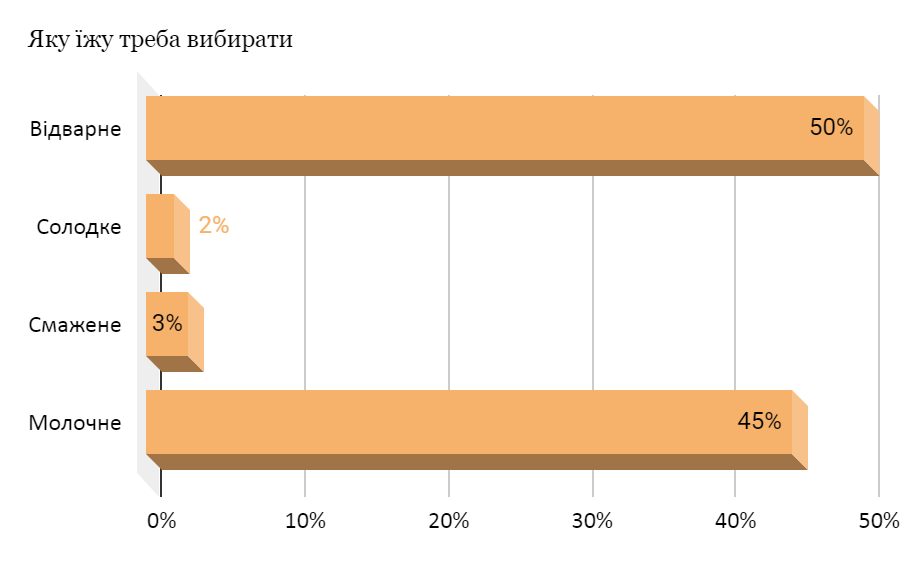 Яку їжу треба вибирати
Відварне
50%
Солодке
2%
Смажене
3%
Молочне
45%
0%
10%
20%
30%
40%
50%